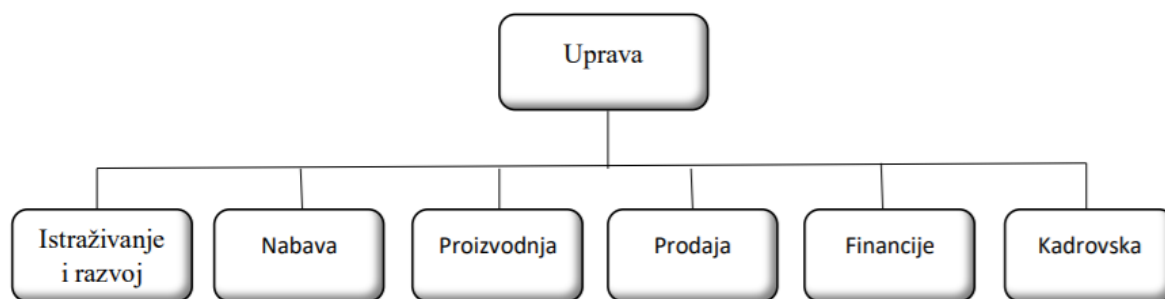 Uprava
Istraživanje
i razvoj
Nabava
Proizvodnja
Prodaja
Financije
Kadrovska